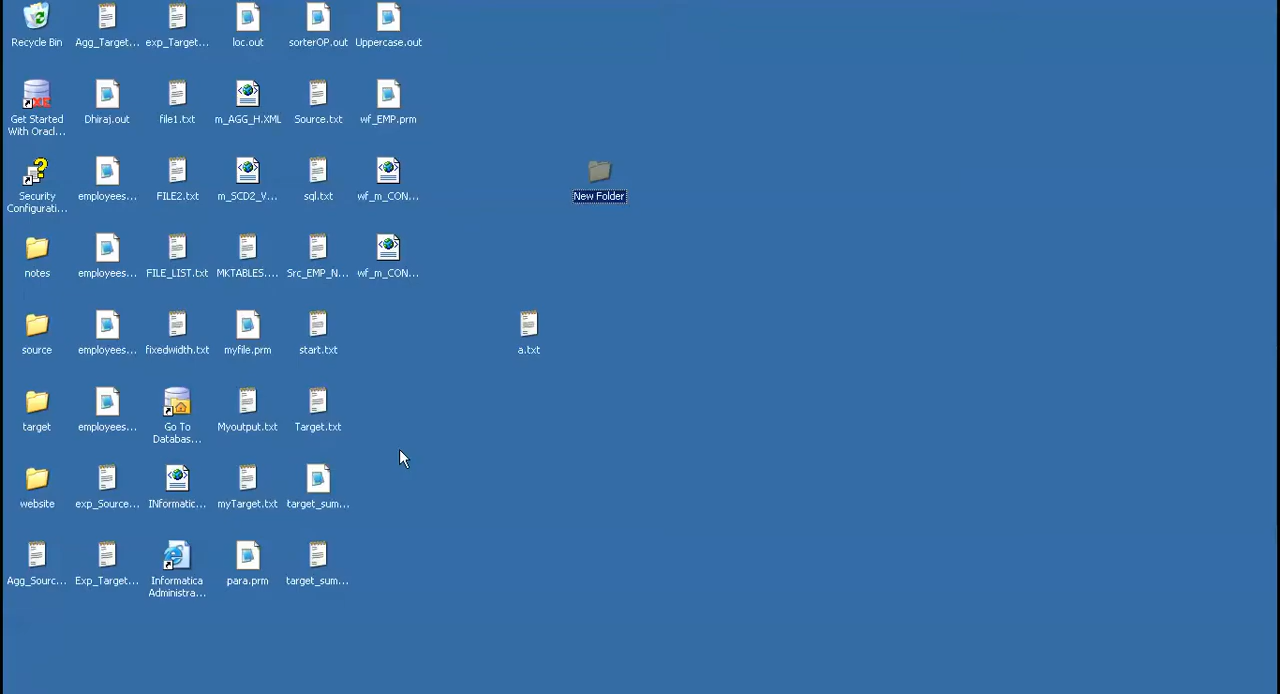 Recycle Bin
Agg_Target...
exp_Target...
loc.out
sorterOP.out
Uppercase.out
Get Started
With Oracl...
Dhiraj.out
file1.txt
m_AGG_H.XML
Source.txt
wf_EMP.prm
Security
Configurati...
employees...
FILE2.txt
m_SCD2_V...
sql.txt
wf_m_CON...
New Folder
notes
employees...
FILE_LIST.txt
MKTABLES....
Src_EMP_N...
wf_m_CON...
source
employees...
fixedwidth.txt
myfile.prm
start.txt
a.txt
target
employees...
Go To
Databas...
Myoutput.txt
Target.txt
website
exp_Source...
INformatic...
myTarget.txt
target_sum...
Agg_Sourc...
Exp_Target...
Informatica
Administra...
para.prm
target_sum...